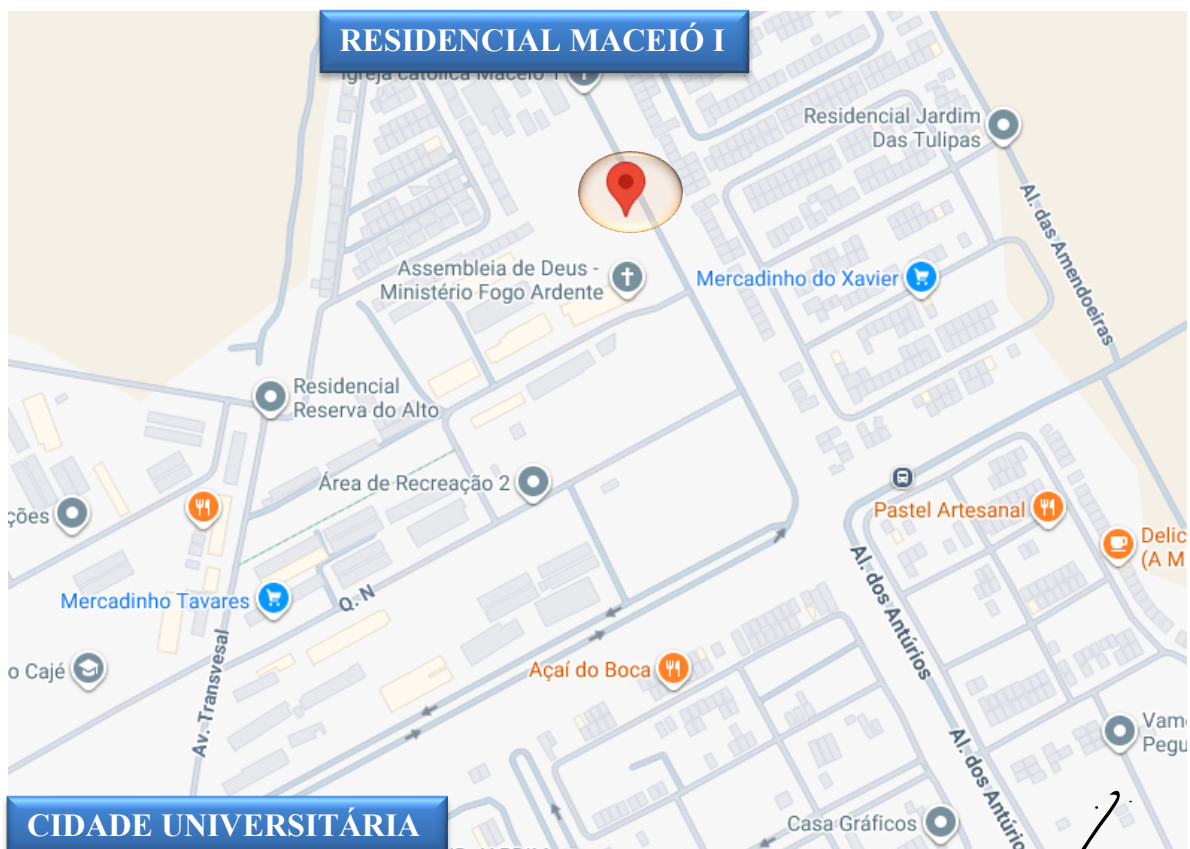 RESIDENCIAL MACEIÓ I
Igreja católica Maceió 1
Residencial Jardim
Das Tulipas
Al. das Amendoeiras
Assembleia de Deus -
Ministério Fogo Ardente
Mercadinho do Xavier
Residencial
Reserva do Alto
Área de Recreação 2
Pastel Artesanal
ções
Delic
(A M
Mercadinho Tavares
Q. N
Al. dos Antúrios
o Cajé
Av. Transvesal
Açaí do Boca
Vam
Pegu
Al. dos Antúrio
Casa Gráficos
CIDADE UNIVERSITÁRIA